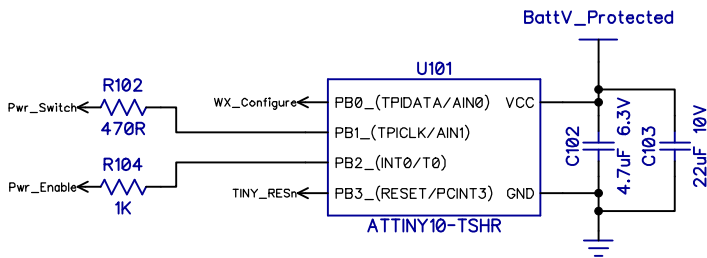 BattV_Protected
U101
R102
Pwr_Switch
470R
WX_Configure
PB0_(TPIDATA/AIN0)
VCC
PB1_(TPICLK/AIN1)
R104
Pwr_Enable
1K
PB2_(INT0/T0)
TINY_RESn
PB3_(RESET/PCINT3)
GND
ATTINY10-TSHR
C102
4.7uF 6.3V
C103
22uF 10V